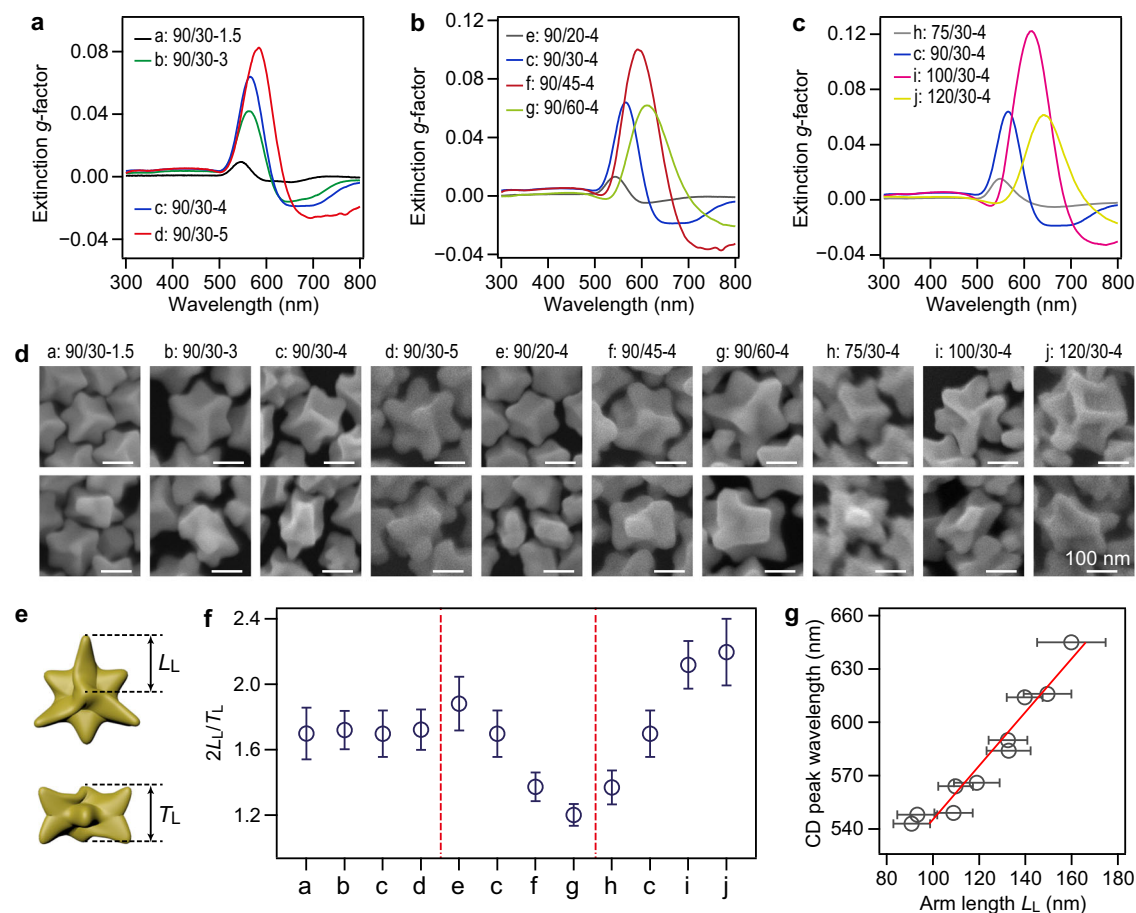 a
b
c
Extinction g-factor
0.08
0.04
0.00
−0.04
a: 90/30-1.5
b: 90/30-3
c: 90/30-4
d: 90/30-5
300 400 500 600 700 800
Wavelength (nm)
Extinction g-factor
0.12
0.08
0.04
0.00
−0.04
e: 90/20-4
c: 90/30-4
f: 90/45-4
g: 90/60-4
300 400 500 600 700 800
Wavelength (nm)
Extinction g-factor
0.12
0.08
0.04
0.00
−0.04
h: 75/30-4
c: 90/30-4
i: 100/30-4
j: 120/30-4
300 400 500 600 700 800
Wavelength (nm)
d
a: 90/30-1.5 b: 90/30-3 c: 90/30-4 d: 90/30-5 e: 90/20-4 f: 90/45-4 g: 90/60-4 h: 75/30-4 i: 100/30-4 j: 120/30-4
100 nm
e
LL
TL
f
2LL/TL
2.4
2.0
1.6
1.2
a b c d e c f g h c i j
g
CD peak wavelength (nm)
660
630
600
570
540
80 100 120 140 160 180
Arm length LL (nm)